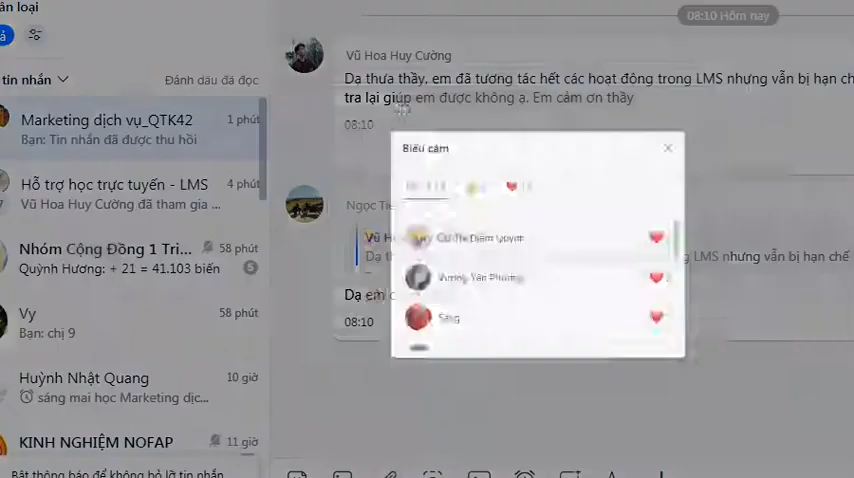 ân loại
08:10 Hôm nay
tin nhắn
Đánh dấu đã đọc
Marketing dịch vụ_QTK42
1 phút
Bạn: Tin nhắn đã được thu hồi
Hỗ trợ học trực tuyến - LMS
4 phút
Vũ Hoa Huy Cường đã tham gia ...
Nhóm Cộng Đồng 1 Tri...
58 phút
Quỳnh Hương: + 21 = 41.103 biến
5
Vy
58 phút
Bạn: chị 9
Huỳnh Nhật Quang
10 giờ
sáng mai học Marketing dịc...
KINH NGHIỆM NOFAP
11 giờ
Bật thông báo để không bỏ lỡ tin nhắn
Vũ Hoa Huy Cường
Dạ thưa thầy, em đã tương tác hết các hoạt động trong LMS nhưng vẫn bị hạn ch
tra lại giúp em được không ạ. Em cảm ơn thầy
08:10
Ngọc Tiê
Vũ H
Dạ th
LMS nhưng vẫn bị hạn chế
Dạ em
08:10
Biểu cảm
Sang